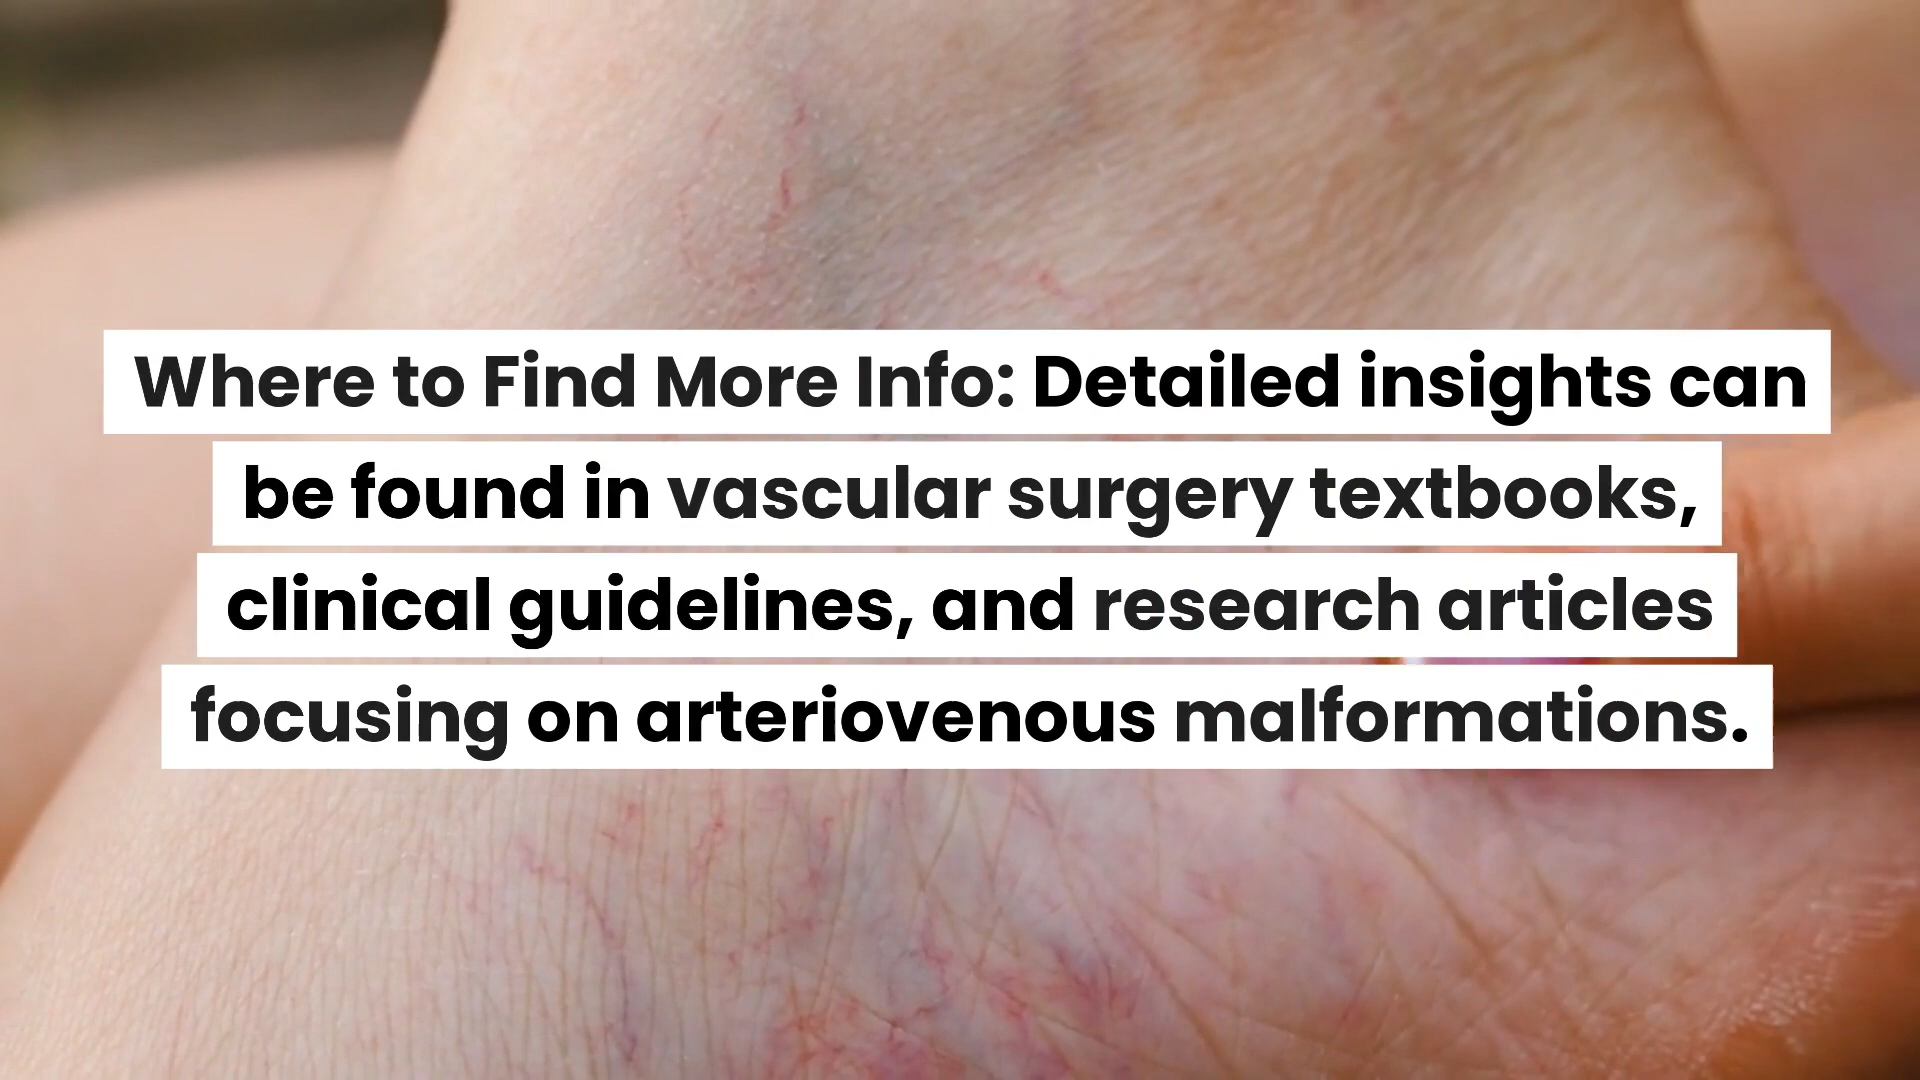 Where to Find More Info: Detailed insights can
be found in vascular surgery textbooks,
clinical guidelines, and research articles
focusing on arteriovenous malformations.